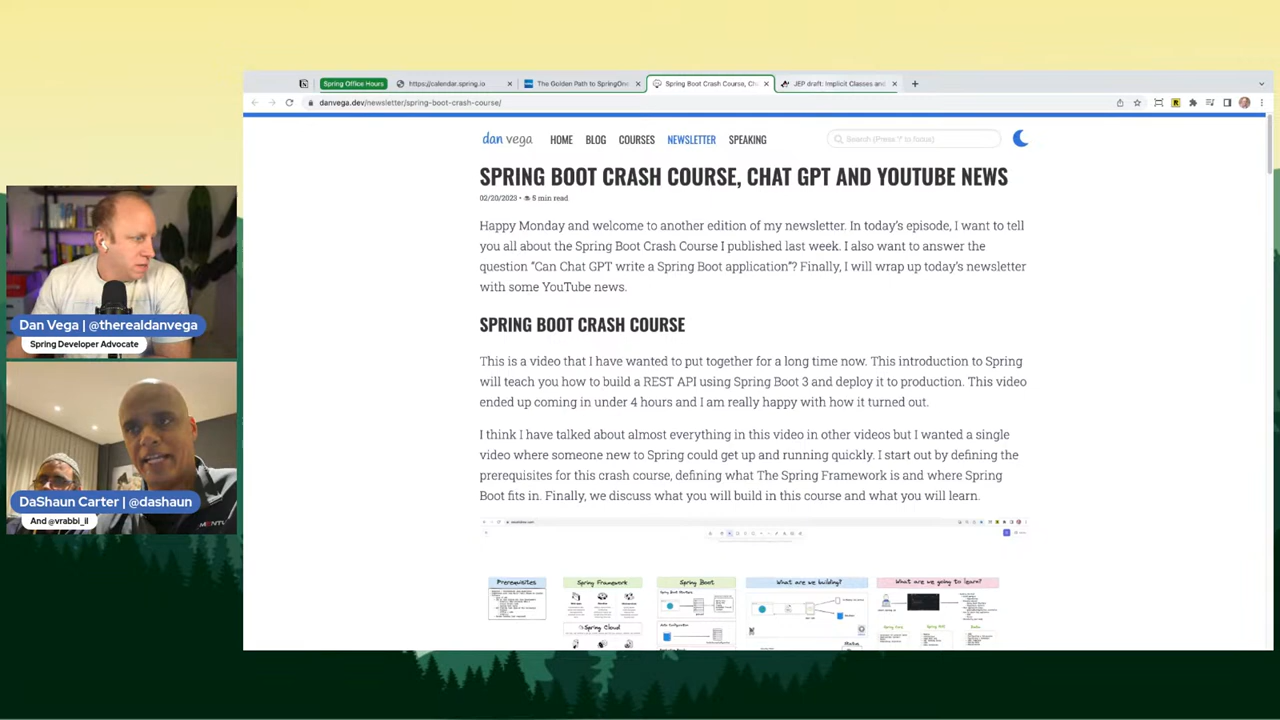 Spring Office Hours
https://calendar.spring.io
The Golden Path to SpringOne
Spring Boot Crash Course, Ch
JEP draft: Implicit Classes and
danvega.dev/newsletter/spring-boot-crash-course/
dan vega
HOME
BLOG
COURSES
NEWSLETTER
SPEAKING
Search (Press "/" to focus)
SPRING BOOT CRASH COURSE, CHAT GPT AND YOUTUBE NEWS
02/20/2023 • 5 min read
Happy Monday and welcome to another edition of my newsletter. In today's episode, I want to tell
you all about the Spring Boot Crash Course I published last week. I also want to answer the
question "Can Chat GPT write a Spring Boot application"? Finally, I will wrap up today's newsletter
with some YouTube news.
SPRING BOOT CRASH COURSE
This is a video that I have wanted to put together for a long time now. This introduction to Spring
will teach you how to build a REST API using Spring Boot 3 and deploy it to production. This video
ended up coming in under 4 hours and I am really happy with how it turned out.
I think I have talked about almost everything in this video in other videos but I wanted a single
video where someone new to Spring could get up and running quickly. I start out by defining the
prerequisites for this crash course, defining what The Spring Framework is and where Spring
Boot fits in. Finally, we discuss what you will build in this course and what you will learn.
Prerequisites
Spring Framework
Spring Boot
What are we building?
What are we going to learn?
Spring Cloud
Dan Vega | @therealdanvega
Spring Developer Advocate
DaShaun Carter | @dashaun
And @vrabbi_il